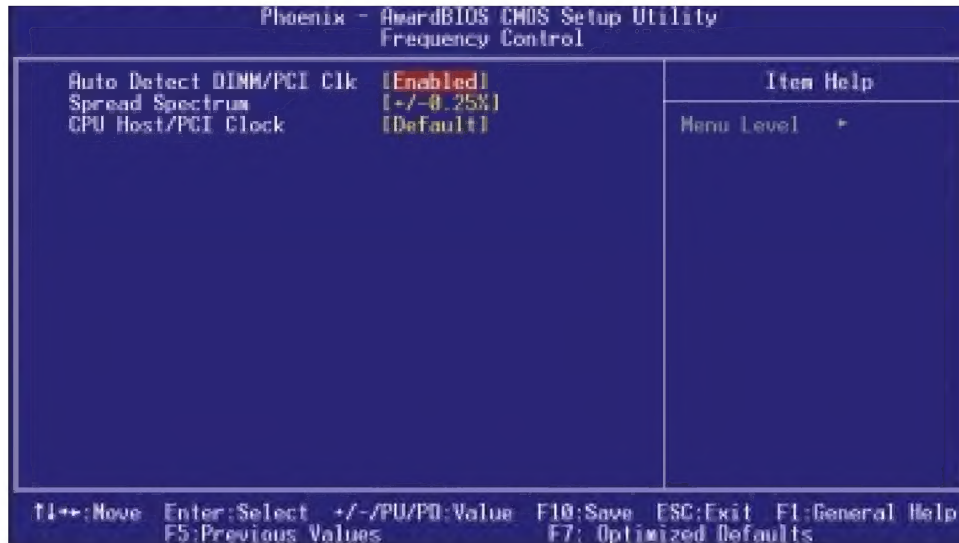 Phoenix - AwardBIOS CMOS Setup Utility
Frequency Control
Auto Detect DIMM/PCI Clk [Enabled]
Spread Spectrum [+/-0.25%]
CPU Host/PCI Clock [Default]
Item Help
Menu Level ►
↑↓→←:Move Enter:Select +/-/PU/PD:Value F10:Save ESC:Exit F1:General Help
F5:Previous Values F7: Optimized Defaults